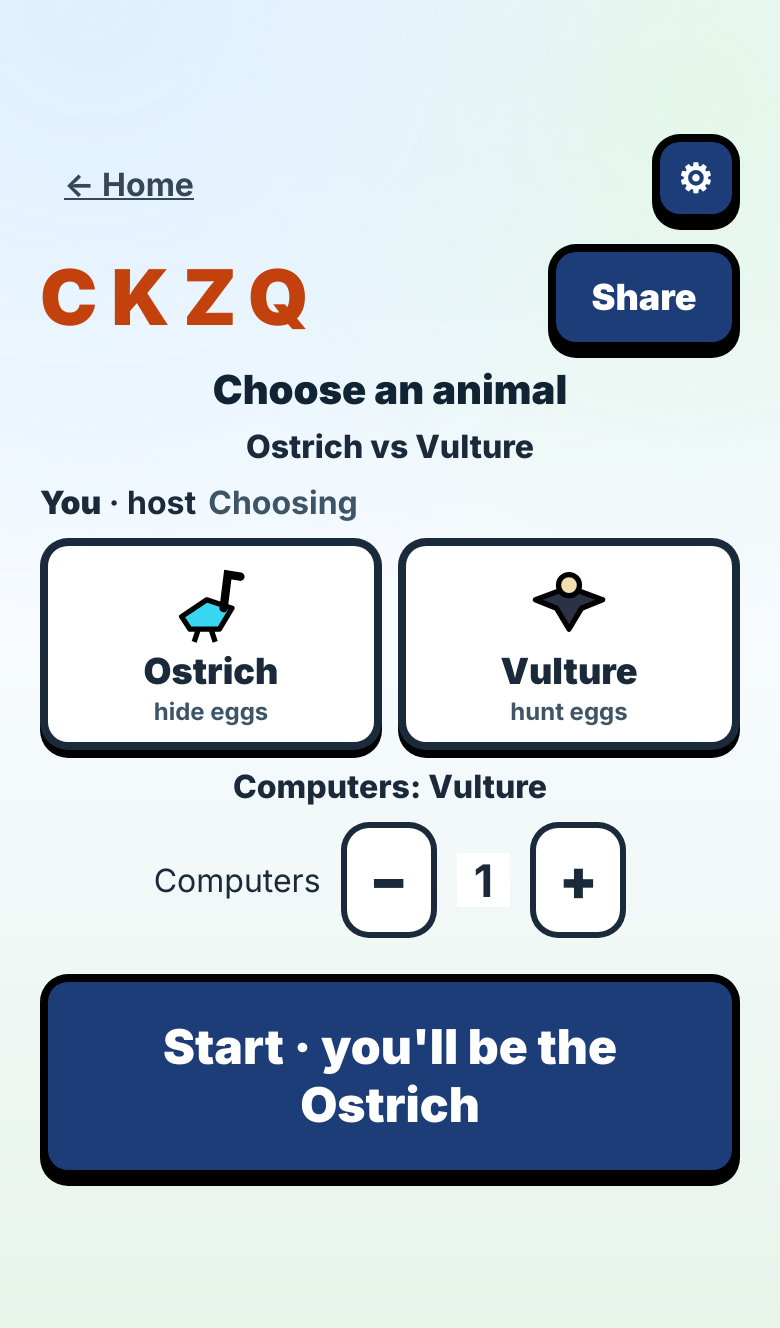 ← Home
⚙
CKZQ
Share
Choose an animal
Ostrich vs Vulture
You · host Choosing
Ostrich
hide eggs
Vulture
hunt eggs
Computers: Vulture
Computers − 1 +
Start · you'll be the
Ostrich